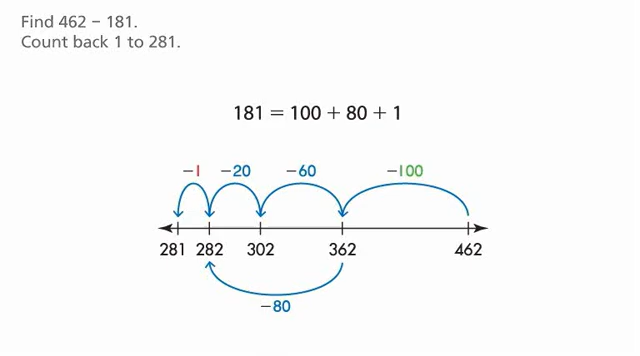 Find 462 − 181.
Count back 1 to 281.
181 = 100 + 80 + 1
−1 −20 −60 −100
281 282 302 362 462
−80